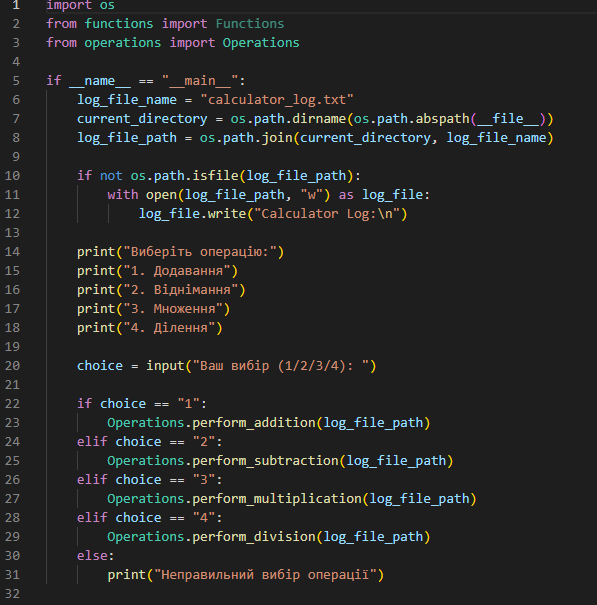 1 import os
2 from functions import Functions
3 from operations import Operations
4
5 if __name__ == "__main__":
6     log_file_name = "calculator_log.txt"
7     current_directory = os.path.dirname(os.path.abspath(__file__))
8     log_file_path = os.path.join(current_directory, log_file_name)
9
10     if not os.path.isfile(log_file_path):
11         with open(log_file_path, "w") as log_file:
12             log_file.write("Calculator Log:\n")
13
14     print("Виберіть операцію:")
15     print("1. Додавання")
16     print("2. Віднімання")
17     print("3. Множення")
18     print("4. Ділення")
19
20     choice = input("Ваш вибір (1/2/3/4): ")
21
22     if choice == "1":
23         Operations.perform_addition(log_file_path)
24     elif choice == "2":
25         Operations.perform_subtraction(log_file_path)
26     elif choice == "3":
27         Operations.perform_multiplication(log_file_path)
28     elif choice == "4":
29         Operations.perform_division(log_file_path)
30     else:
31         print("Неправильний вибір операції")
32